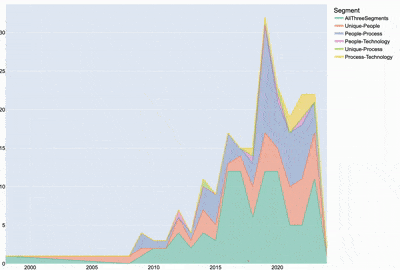 Segment
AllThreeSegments
Unique-People
People-Process
People-Technology
Unique-Process
Process-Technology
30
25
20
15
10
5
0
2000
2005
2010
2015
2020